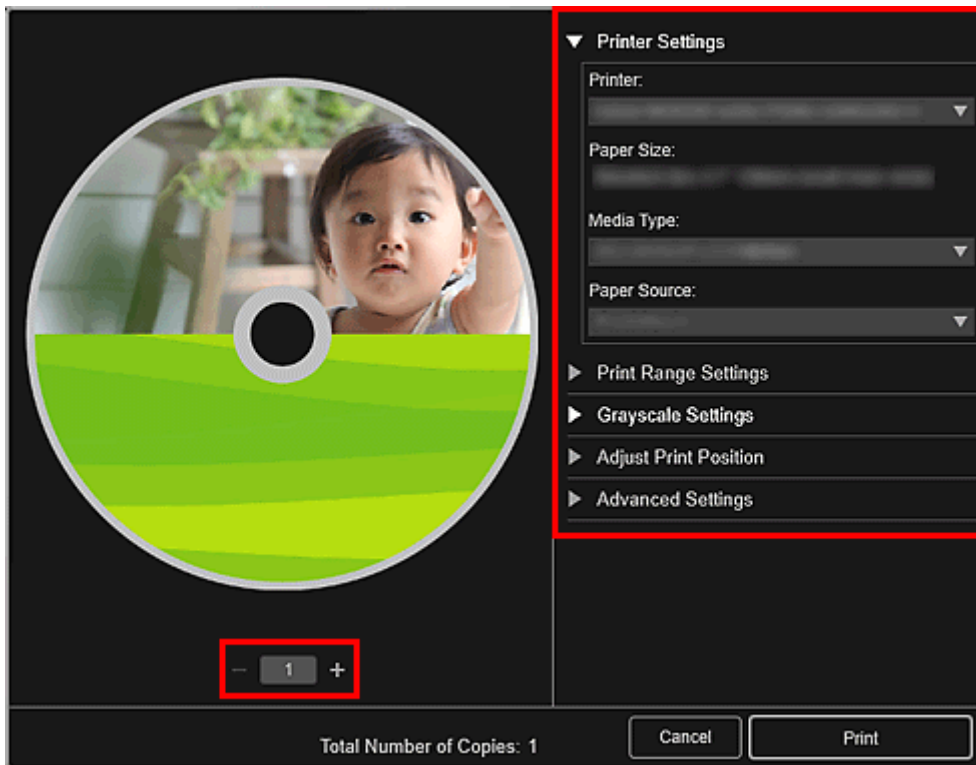 Printer Settings
Printer:
Paper Size:
Media Type:
Paper Source:
Print Range Settings
Grayscale Settings
Adjust Print Position
Advanced Settings
1
Total Number of Copies: 1
Cancel
Print